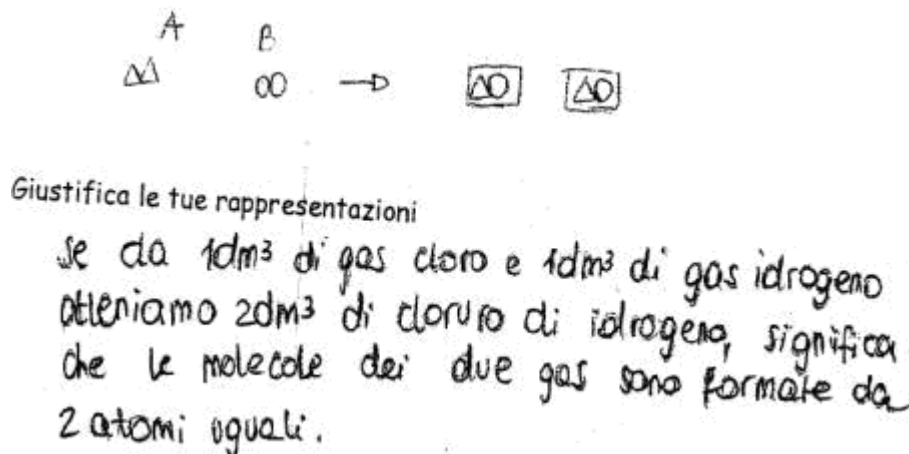 A B
Giustifica le tue rappresentazioni
se da 1dm³ di gas cloro e 1dm³ di gas idrogeno
otteniamo 2dm³ di cloruro di idrogeno, significa
che le molecole dei due gas sono formate da
2 atomi uguali.